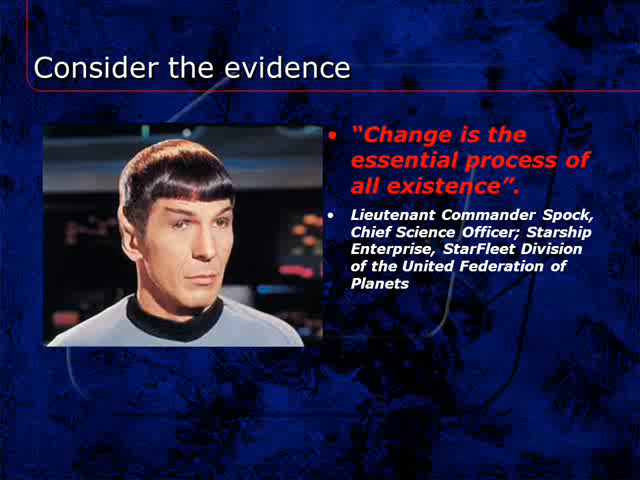 Consider the evidence
• “Change is the
essential process of
all existence”.
• Lieutenant Commander Spock,
Chief Science Officer; Starship
Enterprise, StarFleet Division
of the United Federation of
Planets